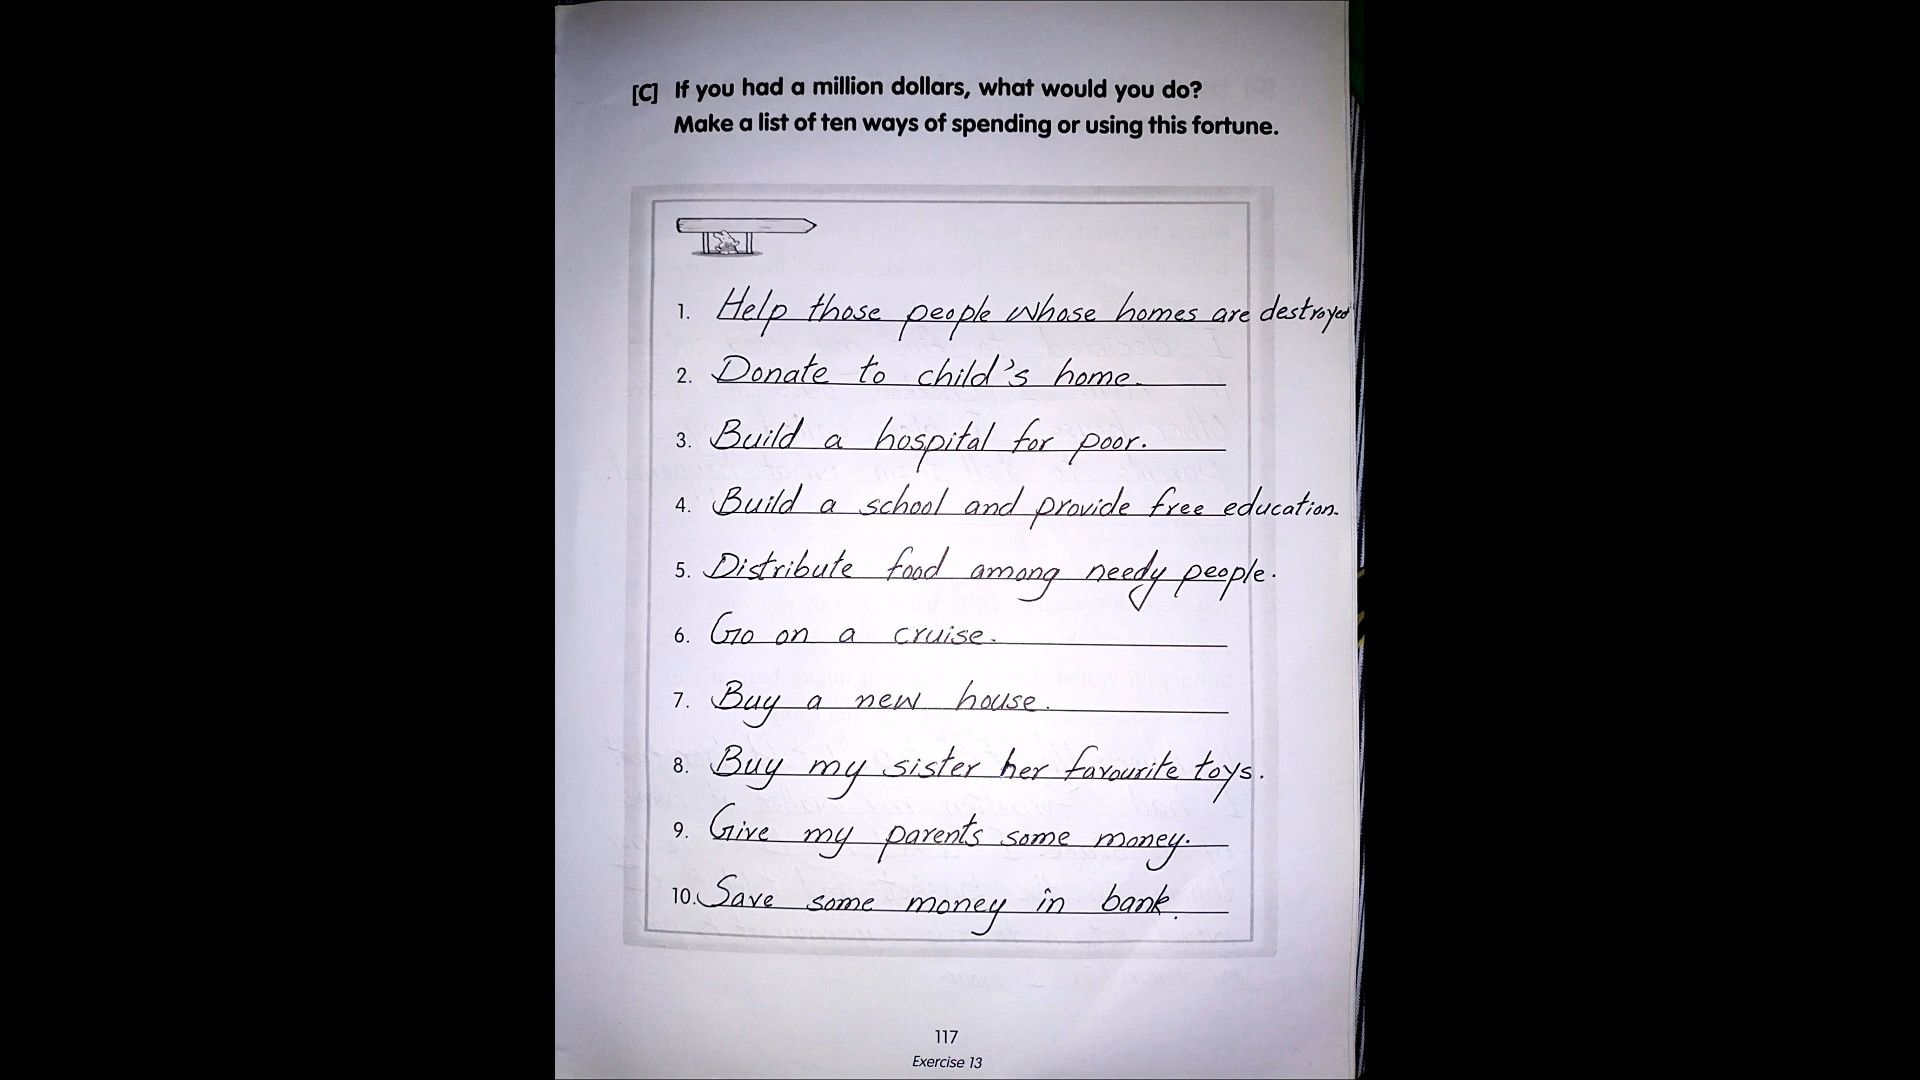 [C] If you had a million dollars, what would you do?
Make a list of ten ways of spending or using this fortune.
1. Help those people whose homes are destroyed
2. Donate to child's home.
3. Build a hospital for poor.
4. Build a school and provide free education.
5. Distribute food among needy people.
6. Go on a cruise.
7. Buy a new house.
8. Buy my sister her favourite toys.
9. Give my parents some money.
10. Save some money in bank.
117
Exercise 13